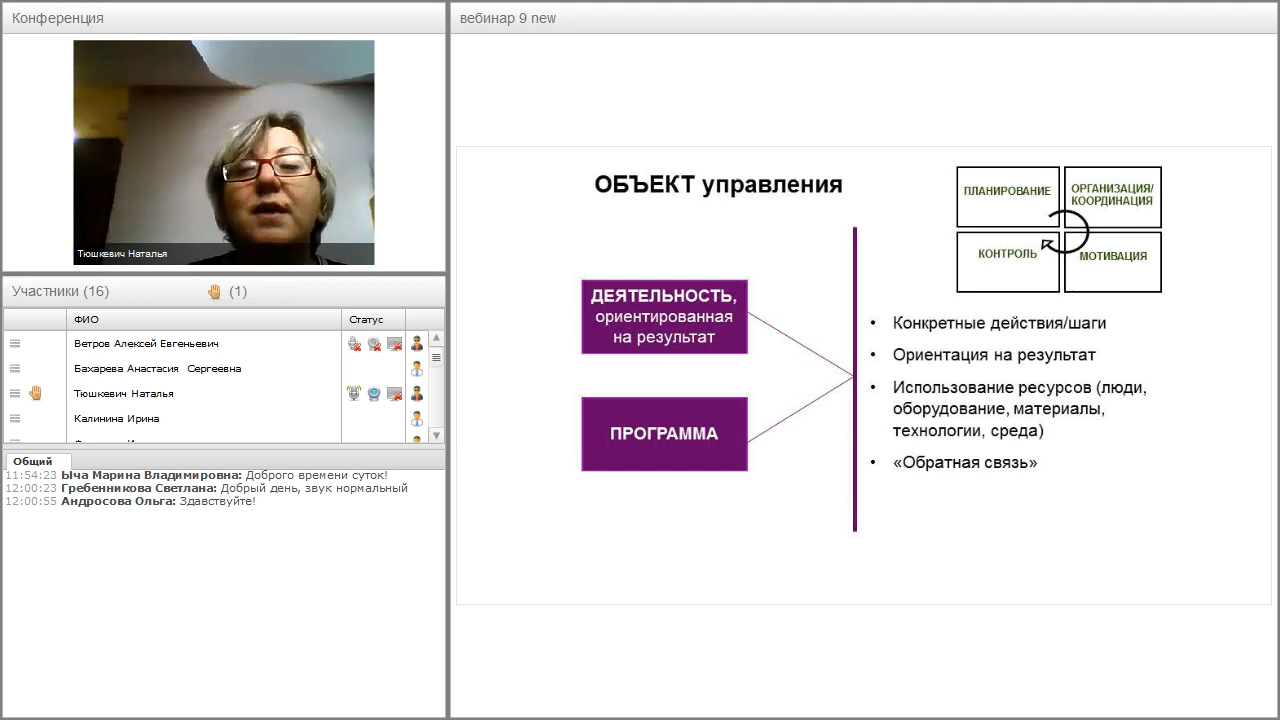 Конференция
Тюшкевич Наталья
Участники (16)
(1)
ФИО
Статус
Ветров Алексей Евгеньевич
Бахарева Анастасия Сергеевна
Тюшкевич Наталья
Калинина Ирина
Общий
11:54:23 Ыча Марина Владимировна: Доброго времени суток!
12:00:23 Гребенникова Светлана: Добрый день, звук нормальный
12:00:55 Андросова Ольга: Здавствуйте!
вебинар 9 new
ОБЪЕКТ управления
ПЛАНИРОВАНИЕ
ОРГАНИЗАЦИЯ/
КООРДИНАЦИЯ
КОНТРОЛЬ
МОТИВАЦИЯ
ДЕЯТЕЛЬНОСТЬ,
ориентированная
на результат
ПРОГРАММА
• Конкретные действия/шаги
• Ориентация на результат
• Использование ресурсов (люди,
оборудование, материалы,
технологии, среда)
• «Обратная связь»